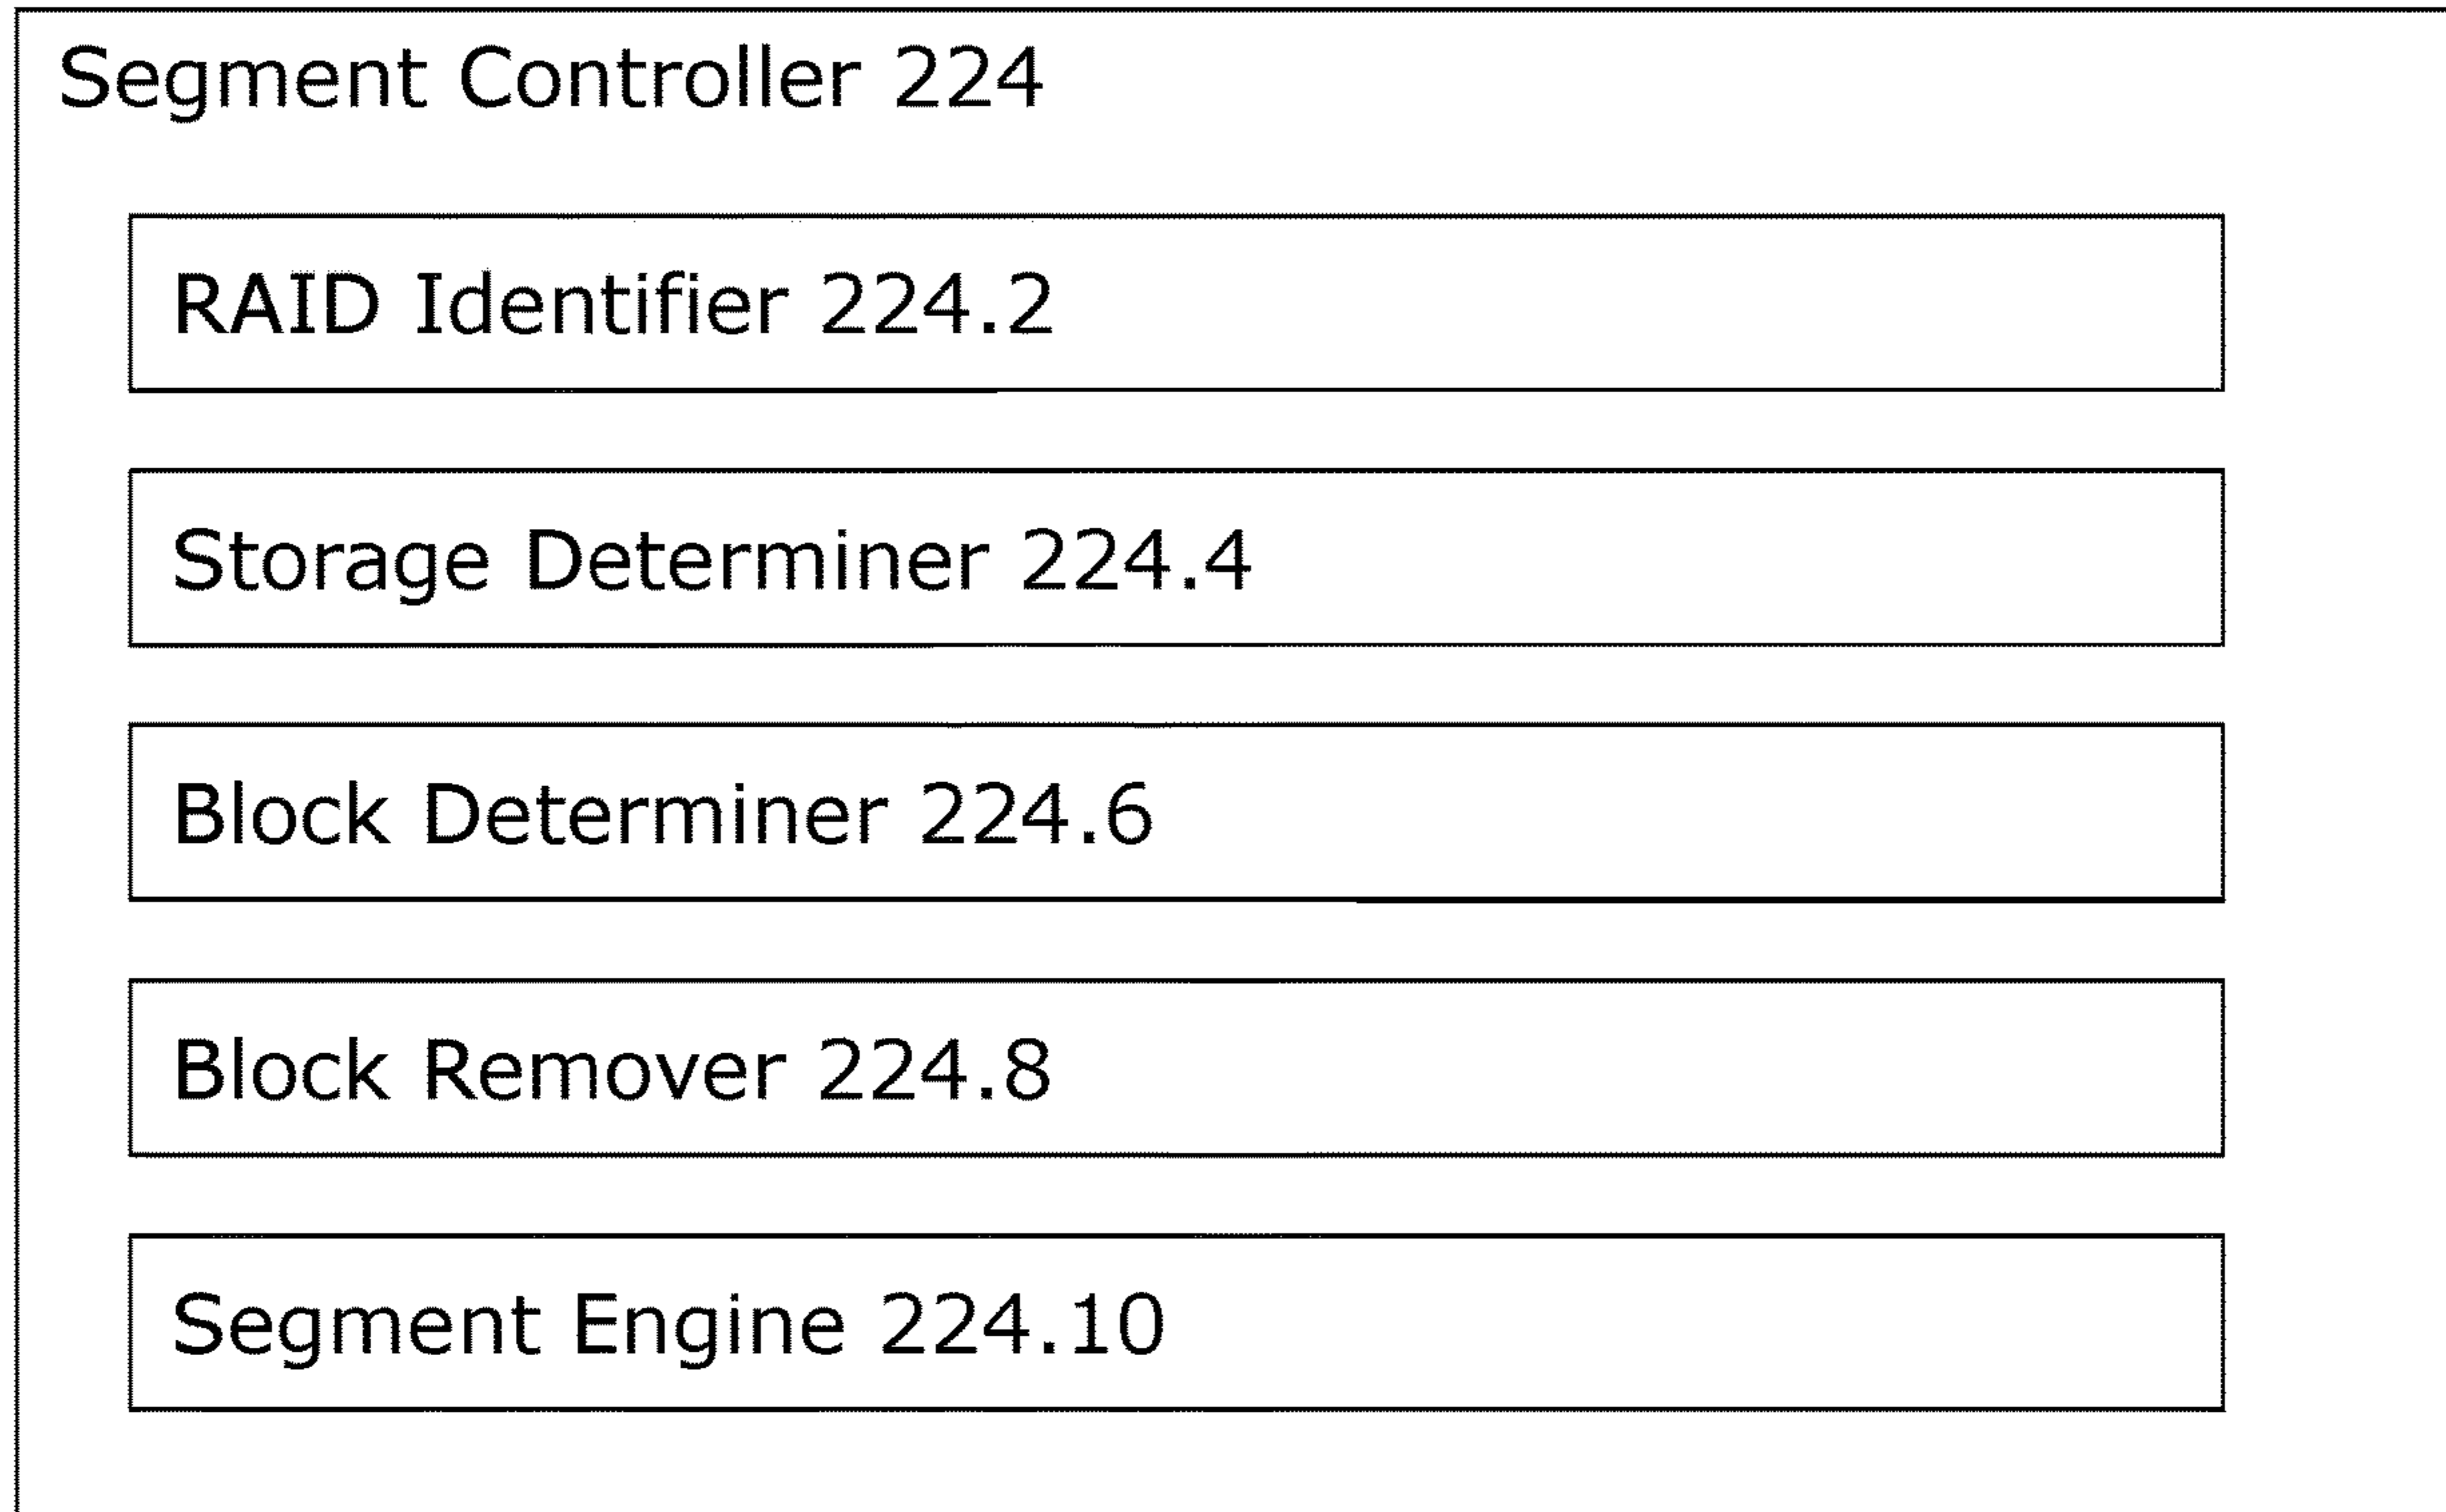 Segment Controller 224
RAID Identifier 224.2
Storage Determiner 224.4
Block Determiner 224.6
Block Remover 224.8
Segment Engine 224.10